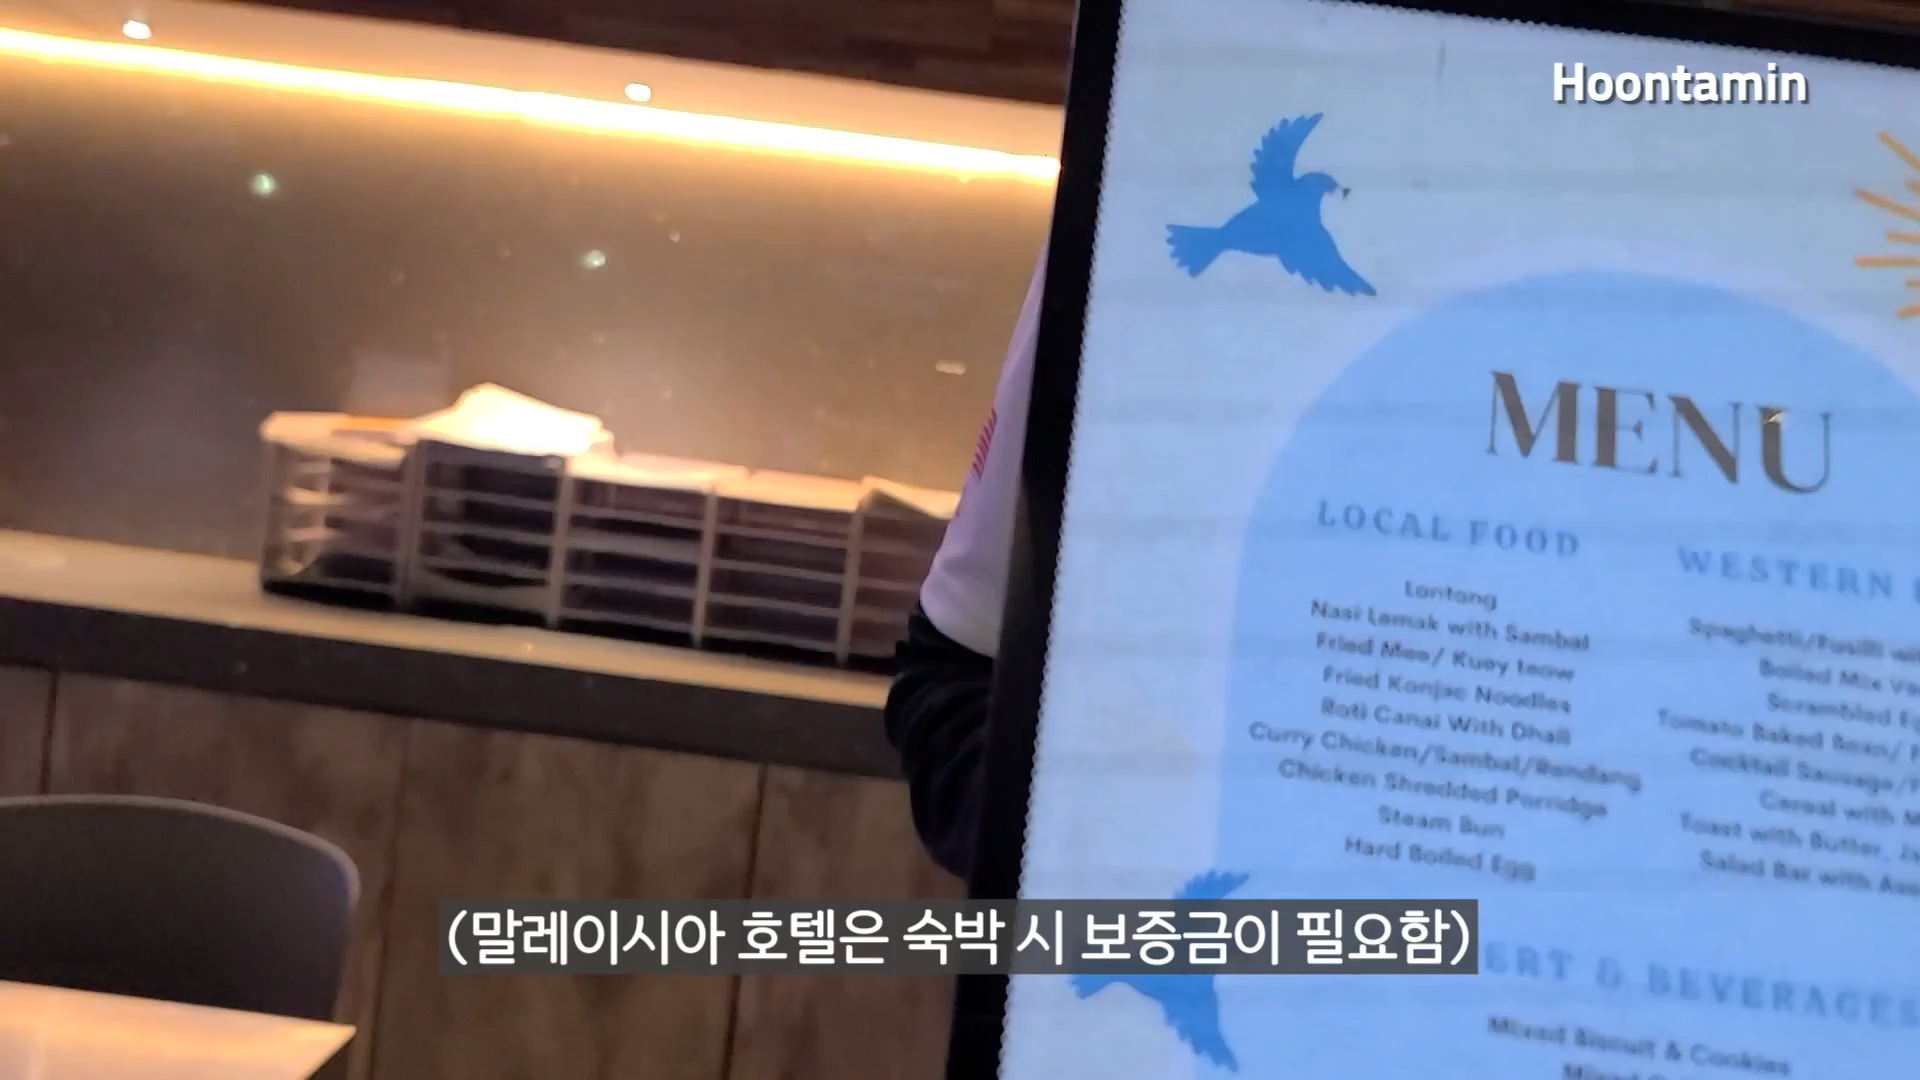 Hoontamin
MENU
LOCAL FOOD
Lontong
Nasi Lemak with Sambal
Fried Mee/ Kuey teow
Fried Konjac Noodles
Roti Canai With Dhall
Curry Chicken/Sambal/Rendang
Chicken Shredded Porridge
Steam Bun
Hard Boiled Egg
WESTERN
Spaghetti/Fusilli
Boiled Mix
Scrambled
Tomato Baked Bean/
Cocktail Sausage/
Cereal with
Toast with Butter,
Salad Bar with
(말레이시아 호텔은 숙박 시 보증금이 필요함)
ERT & BEVERAGES
Mixed Biscuit & Cookies
Mixed